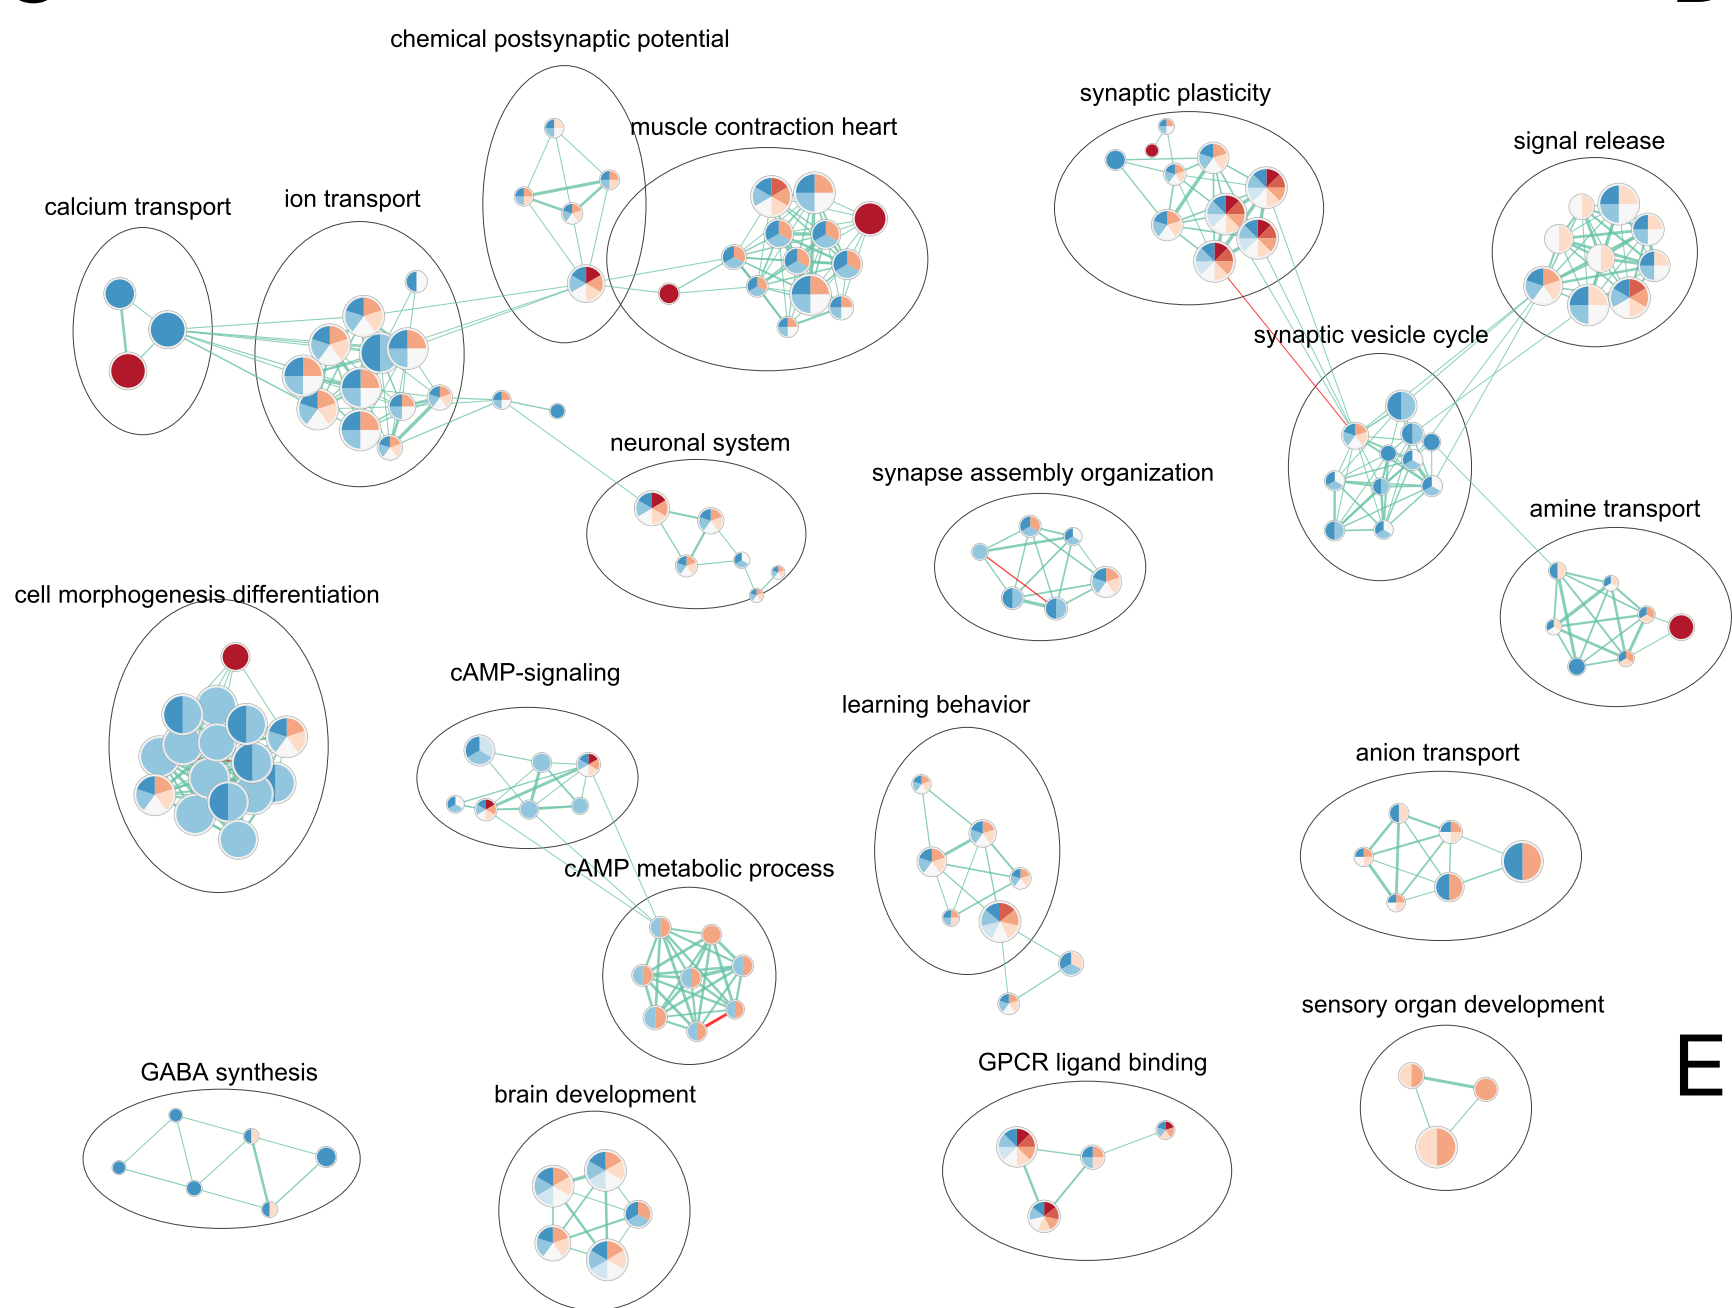 chemical postsynaptic potential
synaptic plasticity
muscle contraction heart
signal release
calcium transport
ion transport
synaptic vesicle cycle
neuronal system
synapse assembly organization
amine transport
cell morphogenesis differentiation
cAMP-signaling
learning behavior
anion transport
cAMP metabolic process
sensory organ development
GABA synthesis
brain development
GPCR ligand binding
E